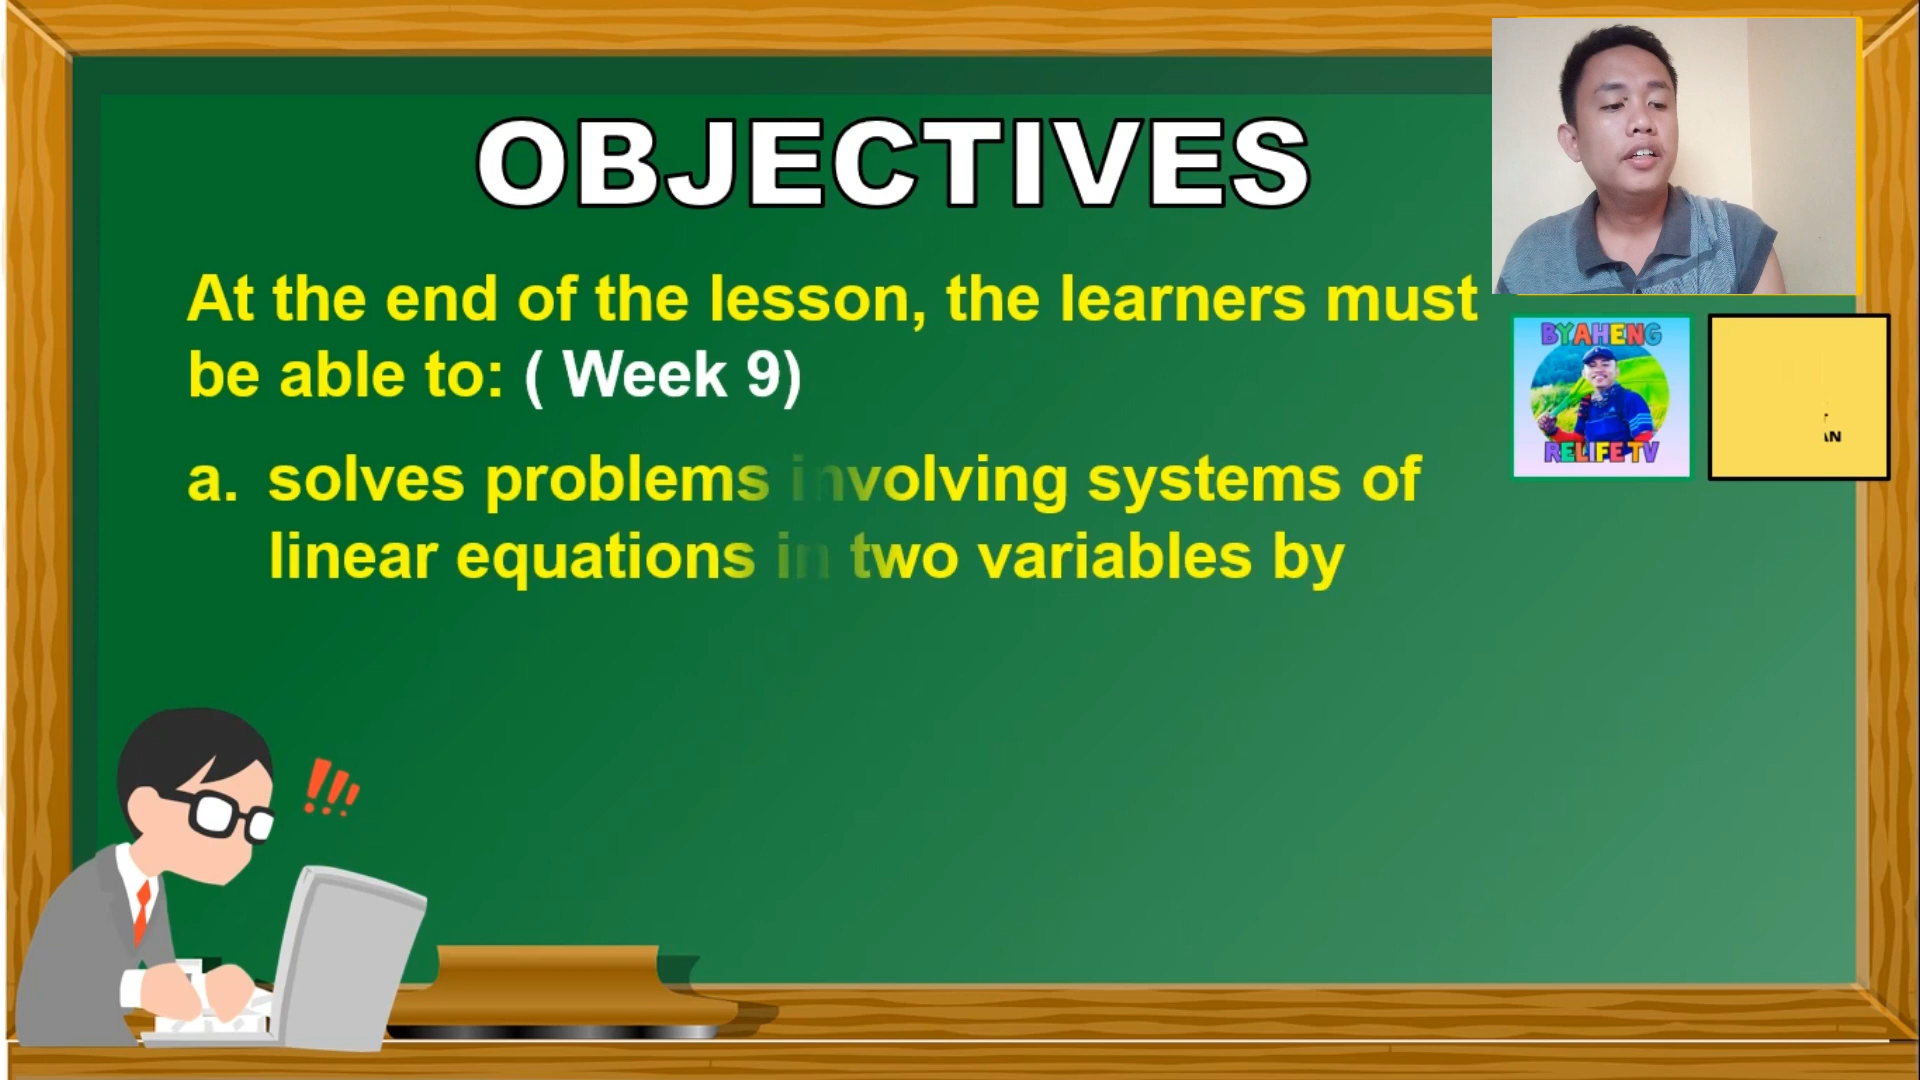 OBJECTIVES
At the end of the lesson, the learners must
be able to: ( Week 9)
a. solves problems involving systems of
linear equations in two variables by
!!!
BYAHENG
RELIFE TV